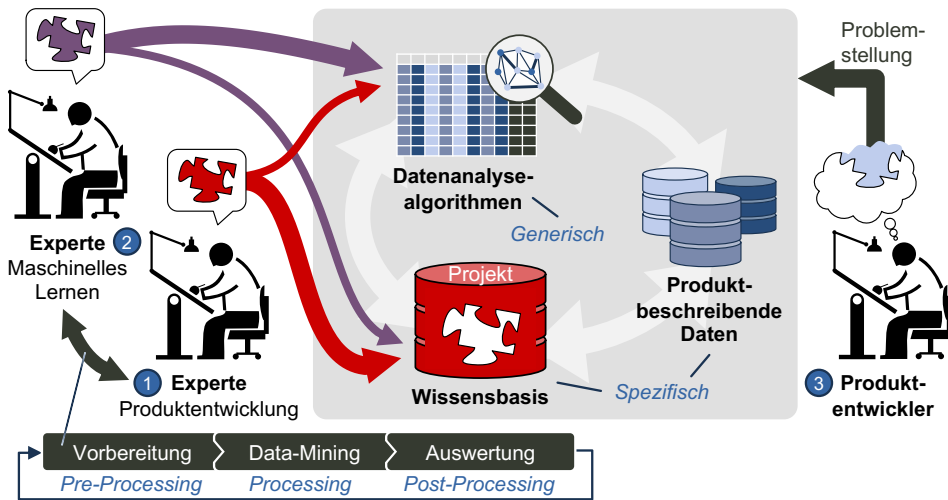 Problem-
stellung
Datenanalyse-
algorithmen
Generisch
Experte 2
Maschinelles
Lernen
Projekt
Produkt-
beschreibende
Daten
1 Experte
Produktentwicklung
Wissensbasis
Spezifisch
3 Produkt-
entwickler
Vorbereitung
Data-Mining
Auswertung
Pre-Processing
Processing
Post-Processing